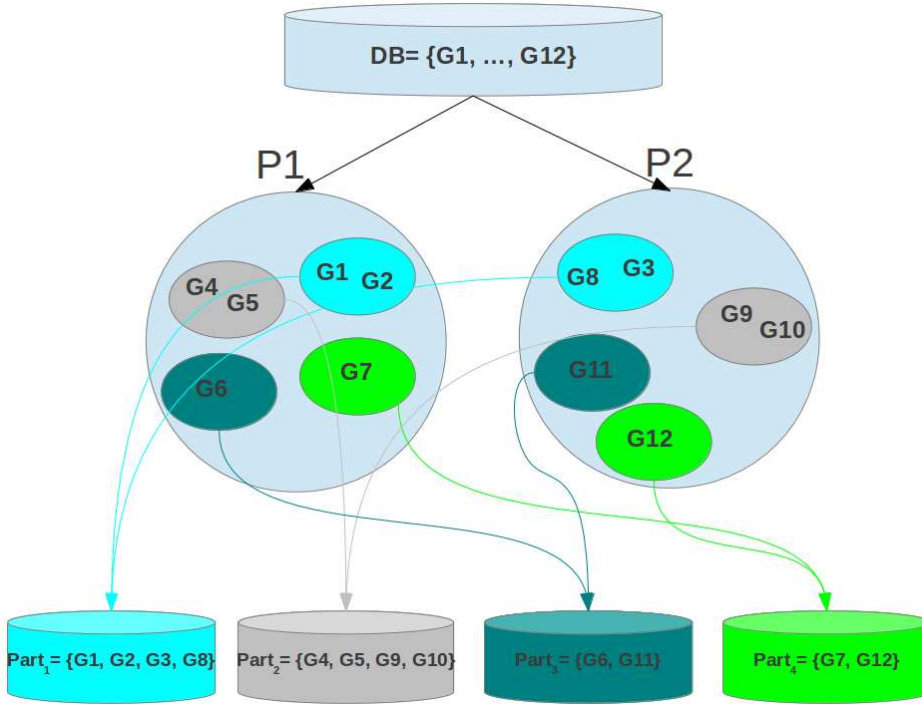 DB= {G1, ..., G12}
P1
P2
G1
G2
G4
G5
G6
G7
G8
G3
G9
G10
G11
G12
Part1= {G1, G2, G3, G8}
Part2= {G4, G5, G9, G10}
Part3= {G6, G11}
Part4= {G7, G12}